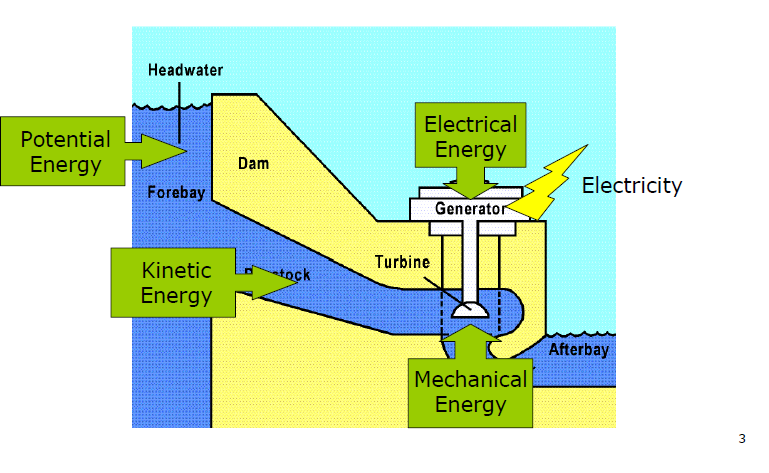 Headwater
Potential
Energy
Dam
Forebay
Electrical
Energy
Electricity
Generator
Kinetic
Energy
Turbine
Afterbay
Mechanical
Energy
3